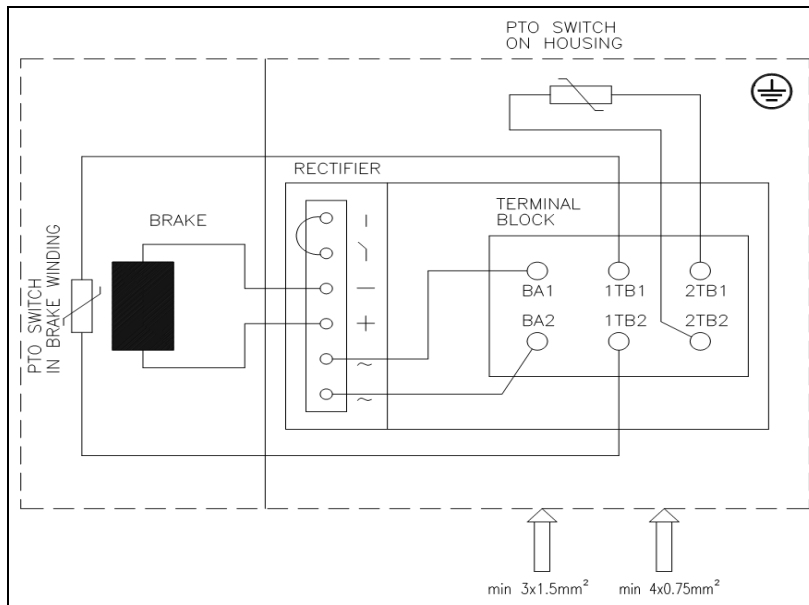 PTO SWITCH
ON HOUSING
RECTIFIER
TERMINAL
BLOCK
BRAKE
PTO SWITCH
IN BRAKE WINDING
—
+
~
~
BA1 1TB1 2TB1
BA2 1TB2 2TB2
min 3x1.5mm²
min 4x0.75mm²